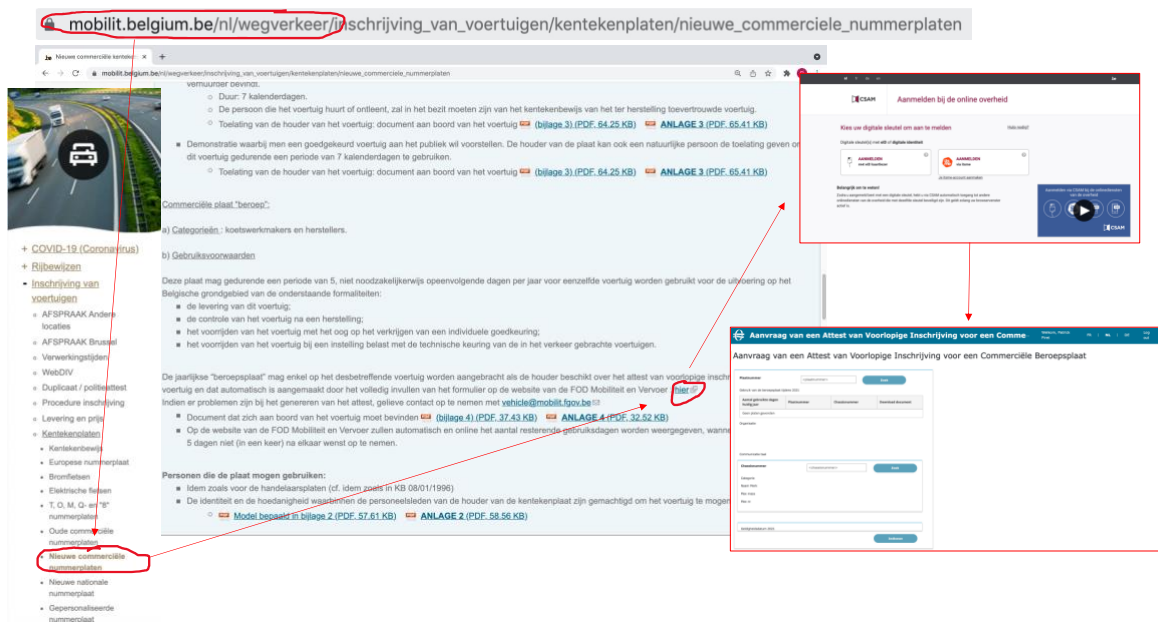 mobilit.belgium.be/nl/wegverkeer/inschrijving_van_voertuigen/kentekenplaten/nieuwe_commerciele_nummerplaten
Nieuwe commerciële kenteken
mobilit.belgium.be/nl/wegverkeer/inschrijving_van_voertuigen/kentekenplaten/nieuwe_commerciele_nummerplaten
verhuurder bevindt.
Duur: 7 kalenderdagen.
De persoon die het voertuig huurt of ontleent, zal in het bezit moeten zijn van het kentekenbewijs van het ter herstelling toevertrouwde voertuig.
Toelating van de houder van het voertuig: document aan boord van het voertuig (bijlage 3) (PDF, 64.25 KB) ANLAGE 3 (PDF, 65.41 KB)
Demonstratie waarbij men een goedgekeurd voertuig aan het publiek wil voorstellen. De houder van de plaat kan ook een natuurlijke persoon de toelating geven om
dit voertuig gedurende een periode van 7 kalenderdagen te gebruiken.
Toelating van de houder van het voertuig: document aan boord van het voertuig (bijlage 3) (PDF, 64.25 KB) ANLAGE 3 (PDF, 65.41 KB)
Commerciële plaat "beroep":
a) Categorieën : koetswerkmakers en herstellers.
b) Gebruiksvoorwaarden
Deze plaat mag gedurende een periode van 5, niet noodzakelijkerwijs opeenvolgende dagen per jaar voor eenzelfde voertuig worden gebruikt voor de uitvoering op het
Belgische grondgebied van de onderstaande formaliteiten:
de levering van dit voertuig;
de controle van het voertuig na een herstelling;
het voorrijden van het voertuig met het oog op het verkrijgen van een individuele goedkeuring;
het voorrijden van het voertuig bij een instelling belast met de technische keuring van de in het verkeer gebrachte voertuigen.
De jaarlijkse "beroepsplaat" mag enkel op het desbetreffende voertuig worden aangebracht als de houder beschikt over het attest van voorlopige inschr
voertuig en dat automatisch is aangemaakt door het volledig invullen van het formulier op de website van de FOD Mobiliteit en Vervoer : hier
Indien er problemen zijn bij het genereren van het attest, gelieve contact op te nemen met vehicle@mobilit.fgov.be
Document dat zich aan boord van het voertuig moet bevinden (bijlage 4) (PDF, 37.43 KB) ANLAGE 4 (PDF, 32.52 KB)
Op de website van de FOD Mobiliteit en Vervoer zullen automatisch en online het aantal resterende gebruiksdagen worden weergegeven, wanne
5 dagen niet (in een keer) na elkaar wenst op te nemen.
Personen die de plaat mogen gebruiken:
Idem zoals voor de handelaarsplaten (cf. idem zoals in KB 08/01/1996)
De identiteit en de hoedanigheid waarbinnen de personeelsleden van de houder van de kentekenplaat zijn gemachtigd om het voertuig te mogen
Model bepaald in bijlage 2 (PDF, 57.61 KB) ANLAGE 2 (PDF, 58.56 KB)
+ COVID-19 (Coronavirus)
+ Rijbewijzen
- Inschrijving van
voertuigen
AFSPRAAK Andere
locaties
AFSPRAAK Brussel
Verwerkingstijden
WebDIV
Duplicaat / politieattest
Procedure inschrijving
Levering en prijs
Kentekenplaten
Kentekenbewijs
Europese nummerplaat
Bromfietsen
Elektrische fietsen
T, O, M, Q- en "8"
nummerplaten
Oude commerciële
nummerplaten
Nieuwe commerciële
nummerplaten
Nieuwe nationale
nummerplaat
Gepersonaliseerde
nummerplaat
CSAM
Aanmelden bij de online overheid
Kies uw digitale sleutel om aan te melden
Hulp nodig?
AANMELDEN
AANMELDEN
via itsme
Belangrijk om te weten!
CSAM
Aanvraag van een Attest van Voorlopige Inschrijving voor een Comme
Aanvraag van een Attest van Voorlopige Inschrijving voor een Commerciële Beroepsplaat
Plaatnummer
Plaatnummer
Chassisnummer
Download document
Organisatie
Chassisnummer
Categorie